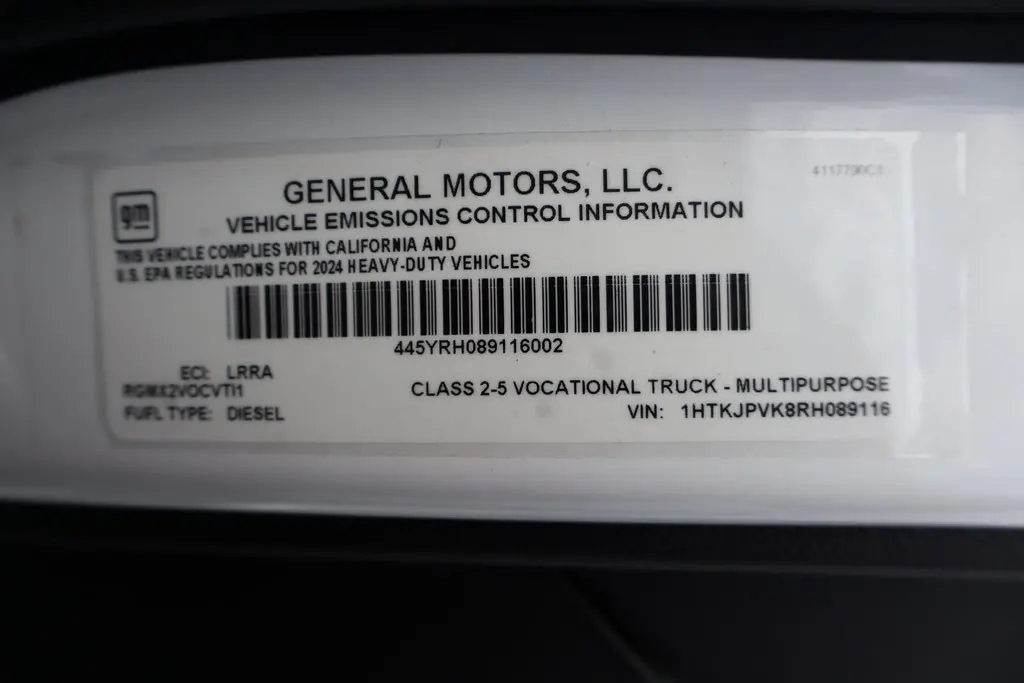 4117790C1
gm
GENERAL MOTORS, LLC.
VEHICLE EMISSIONS CONTROL INFORMATION
THIS VEHICLE COMPLIES WITH CALIFORNIA AND
U.S. EPA REGULATIONS FOR 2024 HEAVY-DUTY VEHICLES
445YRH089116002
ECI: LRRA
CLASS 2-5 VOCATIONAL TRUCK - MULTIPURPOSE
FUEL TYPE: DIESEL
VIN: 1HTKJPVK8RH089116